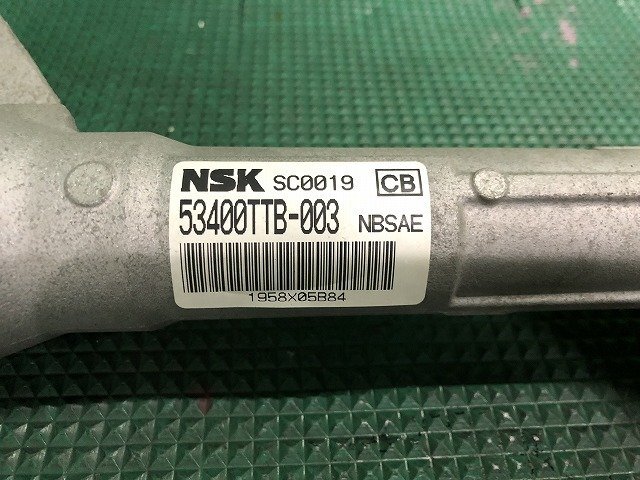 NSK SC0019 CB
53400TTB-003 NBSAE
1958X05B84